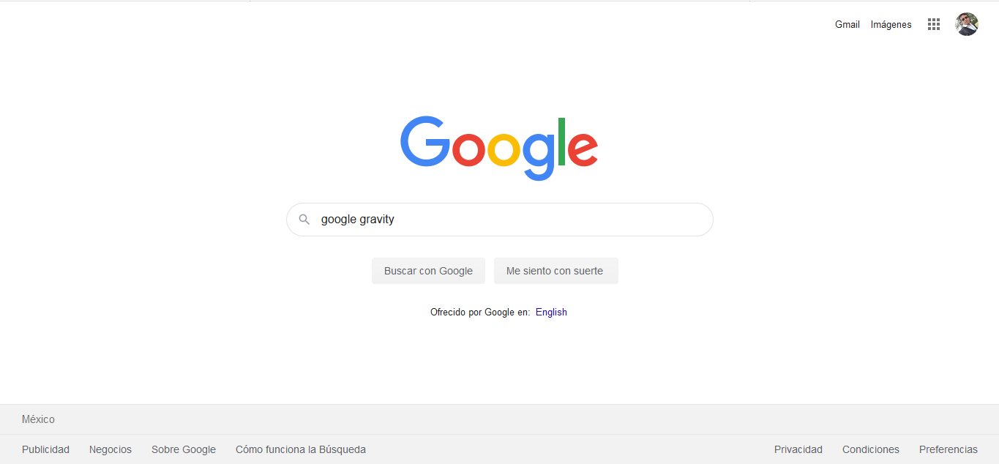 Gmail Imágenes
Google
google gravity
Buscar con Google Me siento con suerte
Ofrecido por Google en: English
México
Publicidad Negocios Sobre Google Cómo funciona la Búsqueda Privacidad Condiciones Preferencias